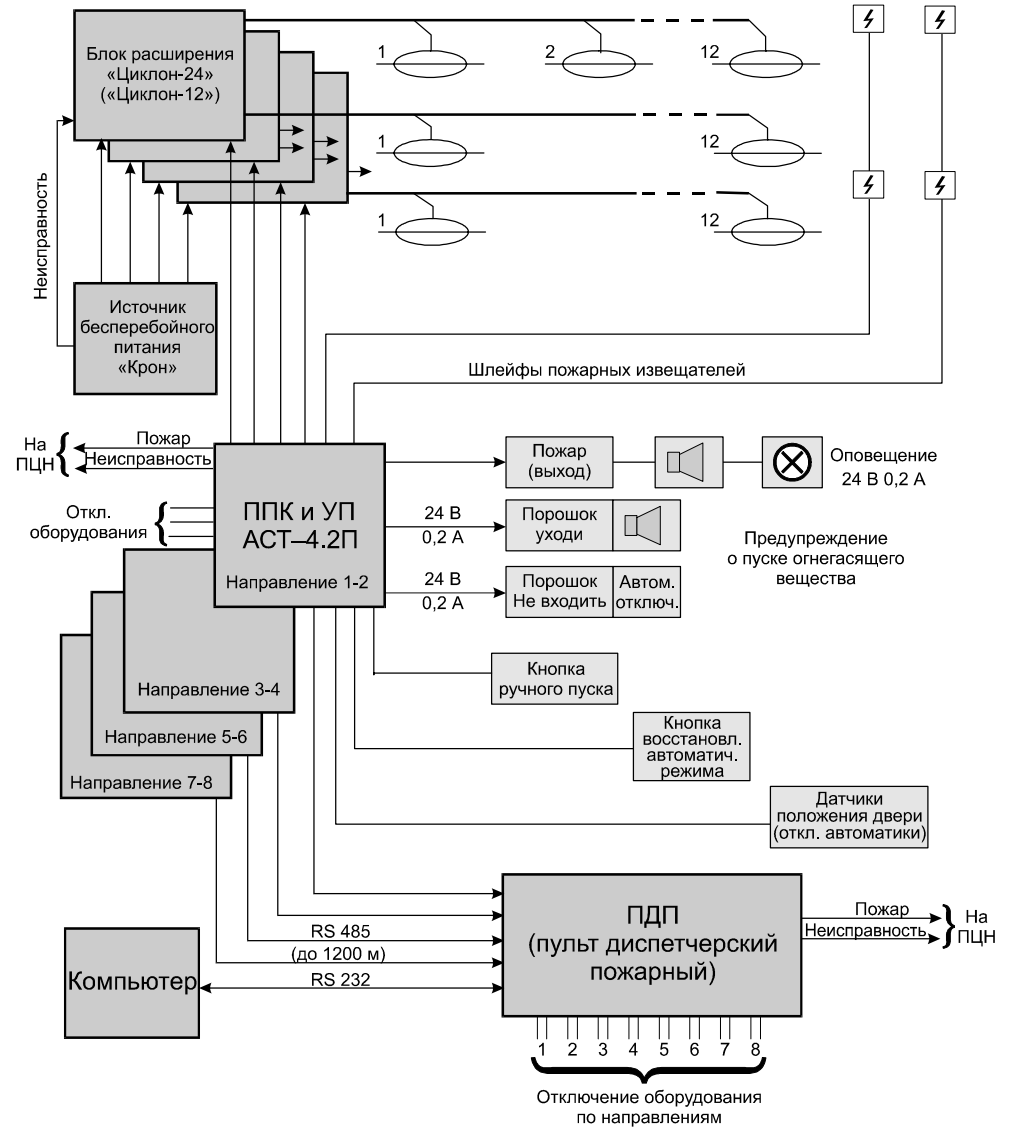 Блок расширения
«Циклон-24»
(«Циклон-12»)
1
2
12
1
12
1
12
Неисправность
Источник
бесперебойного
питания
«Крон»
Шлейфы пожарных извещателей
На
ПЦН
Пожар
Неисправность
Откл.
оборудования
ППК и УП
АСТ–4.2П
Направление 1-2
Направление 3-4
Направление 5-6
Направление 7-8
Пожар
(выход)
Оповещение
24 В 0,2 А
24 В
0,2 А
Порошок
уходи
Предупреждение
о пуске огнегасящего
вещества
24 В
0,2 А
Порошок
Не входить
Автом.
отключ.
Кнопка
ручного пуска
Кнопка
восстановл.
автоматич.
режима
Датчики
положения двери
(откл. автоматики)
RS 485
(до 1200 м)
RS 232
Компьютер
ПДП
(пульт диспетчерский
пожарный)
Пожар
Неисправность
На
ПЦН
1 2 3 4 5 6 7 8
Отключение оборудования
по направлениям